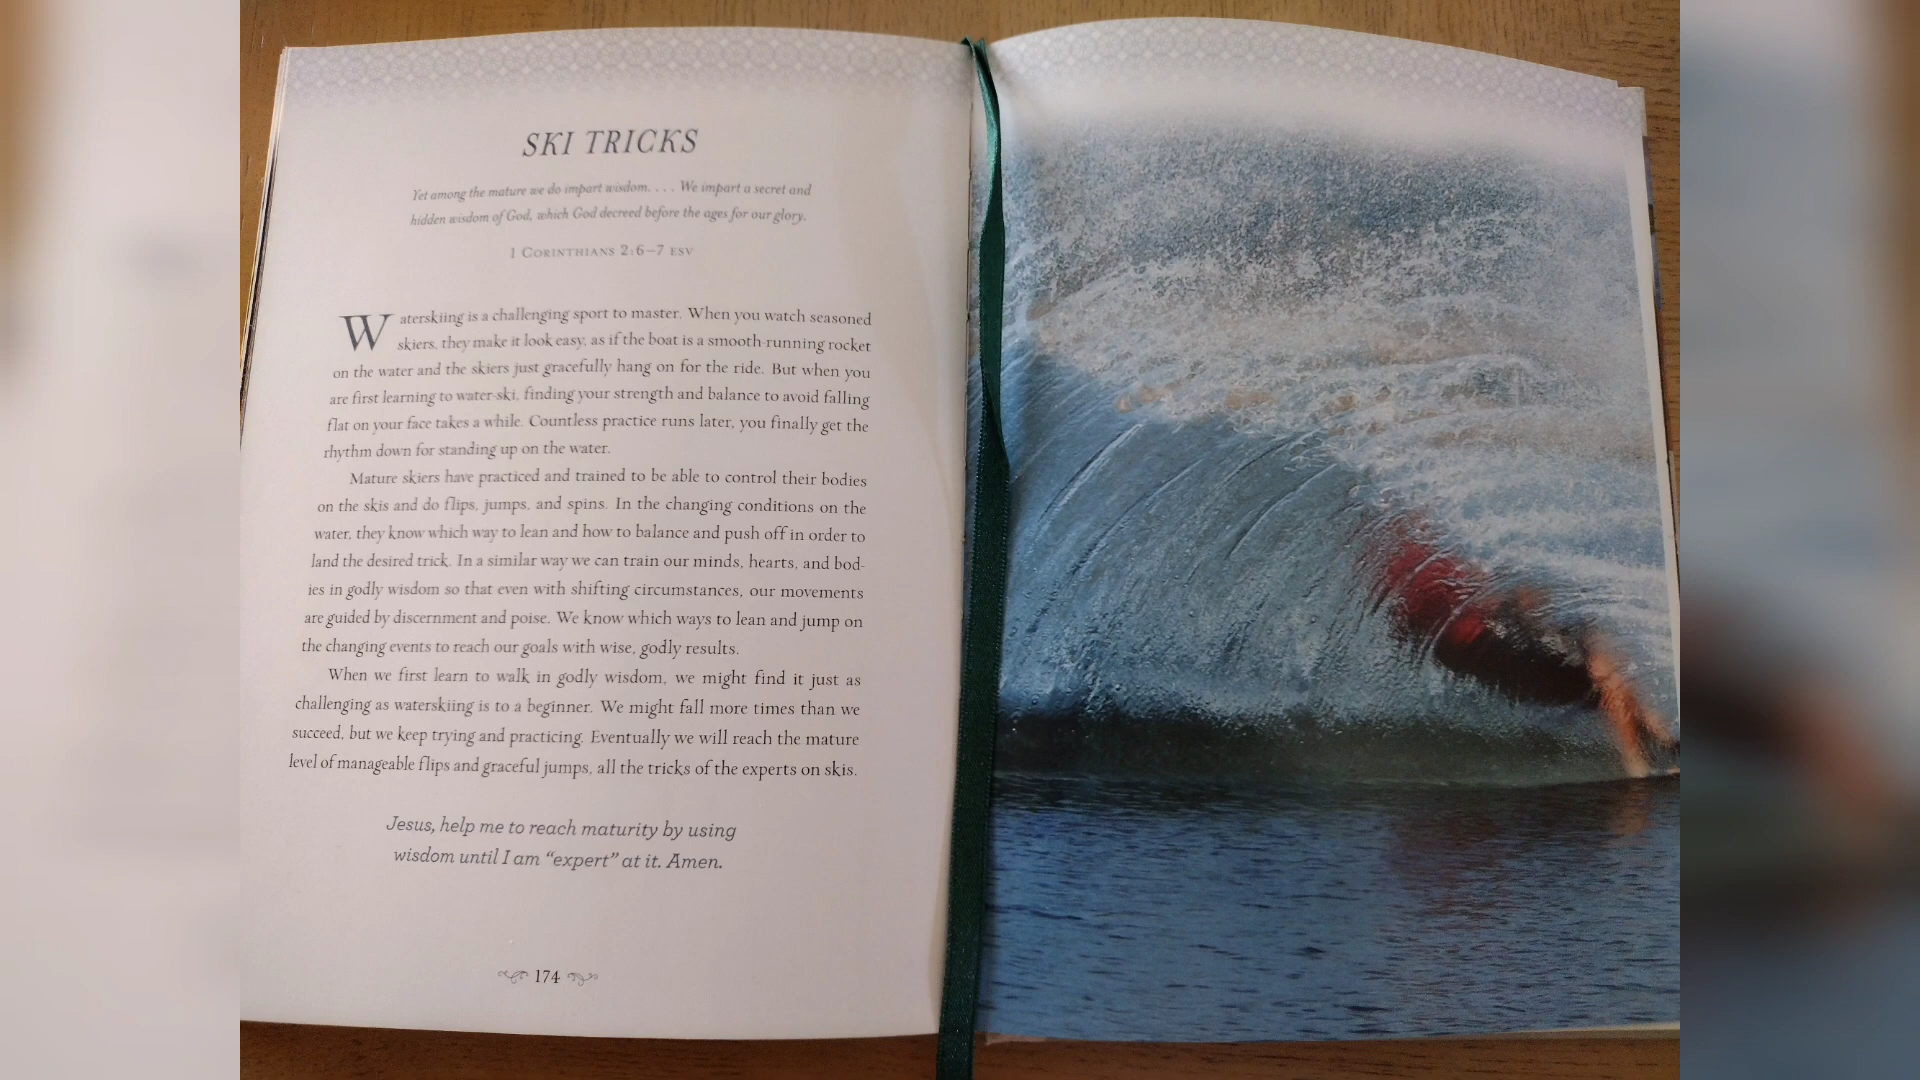 SKI TRICKS
Yet among the mature we do impart wisdom. . . . We impart a secret and
hidden wisdom of God, which God decreed before the ages for our glory.
1 CORINTHIANS 2:6–7 ESV
Waterskiing is a challenging sport to master. When you watch seasoned
skiers, they make it look easy, as if the boat is a smooth-running rocket
on the water and the skiers just gracefully hang on for the ride. But when you
are first learning to water-ski, finding your strength and balance to avoid falling
flat on your face takes a while. Countless practice runs later, you finally get the
rhythm down for standing up on the water.
Mature skiers have practiced and trained to be able to control their bodies
on the skis and do flips, jumps, and spins. In the changing conditions on the
water, they know which way to lean and how to balance and push off in order to
land the desired trick. In a similar way we can train our minds, hearts, and bod-
ies in godly wisdom so that even with shifting circumstances, our movements
are guided by discernment and poise. We know which ways to lean and jump on
the changing events to reach our goals with wise, godly results.
When we first learn to walk in godly wisdom, we might find it just as
challenging as waterskiing is to a beginner. We might fall more times than we
succeed, but we keep trying and practicing. Eventually we will reach the mature
level of manageable flips and graceful jumps, all the tricks of the experts on skis.
Jesus, help me to reach maturity by using
wisdom until I am “expert” at it. Amen.
174